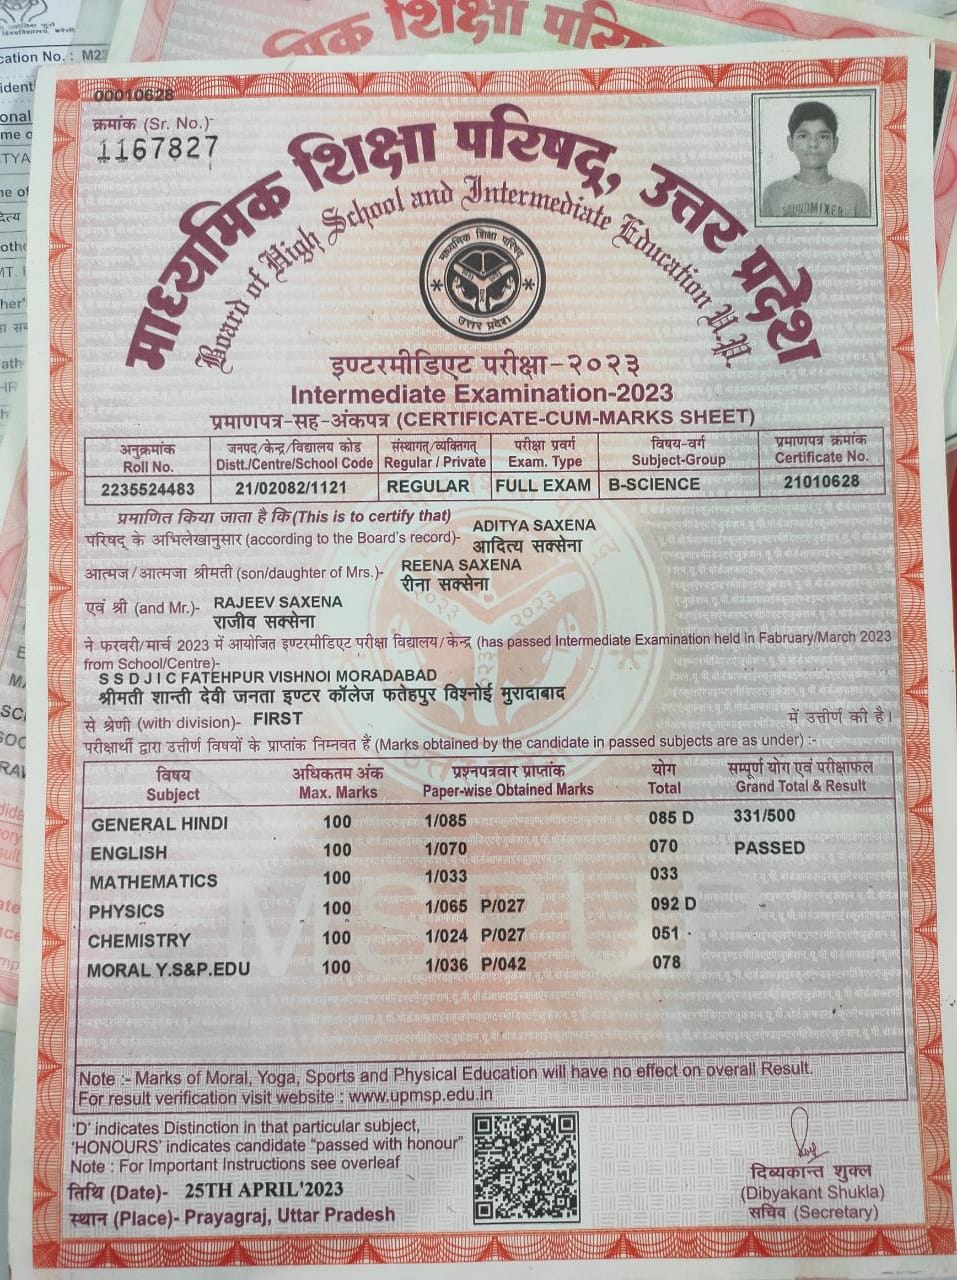 मिक शिक्षा परि
cation No. : M2
00010628
क्रमांक (Sr. No.)-
1167827
माध्यमिक शिक्षा परिषद्, उत्तर प्रदेश
Board of High School and Intermediate Education U.P.
माध्यमिक शिक्षा परिषद्
उत्तर प्रदेश
SOUNDMIXER
इण्टरमीडिएट परीक्षा-२०२३
Intermediate Examination-2023
प्रमाणपत्र-सह-अंकपत्र (CERTIFICATE-CUM-MARKS SHEET)
अनुक्रमांक जनपद/केन्द्र/विद्यालय कोड संस्थागत्/व्यक्तिगत् परीक्षा प्रवर्ग विषय-वर्ग प्रमाणपत्र क्रमांक
Roll No. Distt./Centre/School Code Regular / Private Exam. Type Subject-Group Certificate No.
2235524483 21/02082/1121 REGULAR FULL EXAM B-SCIENCE 21010628
प्रमाणित किया जाता है कि (This is to certify that) ADITYA SAXENA
परिषद् के अभिलेखानुसार (according to the Board's record)- आदित्य सक्सेना
REENA SAXENA
आत्मज/आत्मजा श्रीमती (son/daughter of Mrs.)- रीना सक्सेना
एवं श्री (and Mr.)- RAJEEV SAXENA
राजीव सक्सेना
ने फरवरी/मार्च 2023 में आयोजित इण्टरमीडिएट परीक्षा विद्यालय/केन्द्र (has passed Intermediate Examination held in Fabruary/March 2023
from School/Centre)-
S S D J I C FATEHPUR VISHNOI MORADABAD
श्रीमती शान्ती देवी जनता इण्टर कॉलेज फतेहपुर विश्नोई मुरादाबाद
से श्रेणी (with division)- FIRST में उत्तीर्ण की है।
परीक्षार्थी द्वारा उत्तीर्ण विषयों के प्राप्तांक निम्नवत हैं (Marks obtained by the candidate in passed subjects are as under) :-
विषय अधिकतम अंक प्रश्नपत्रवार प्राप्तांक योग सम्पूर्ण योग एवं परीक्षाफल
Subject Max. Marks Paper-wise Obtained Marks Total Grand Total & Result
GENERAL HINDI 100 1/085 085 D 331/500
ENGLISH 100 1/070 070 PASSED
MATHEMATICS 100 1/033 033
PHYSICS 100 1/065 P/027 092 D
CHEMISTRY 100 1/024 P/027 051
MORAL Y.S&P.EDU 100 1/036 P/042 078
MSPUP
Note :- Marks of Moral, Yoga, Sports and Physical Education will have no effect on overall Result.
For result verification visit website : www.upmsp.edu.in
'D' indicates Distinction in that particular subject,
'HONOURS' indicates candidate "passed with honour"
Note : For Important Instructions see overleaf
तिथि (Date)- 25TH APRIL'2023
स्थान (Place)- Prayagraj, Uttar Pradesh
दिब्यकान्त शुक्ल
(Dibyakant Shukla)
सचिव (Secretary)